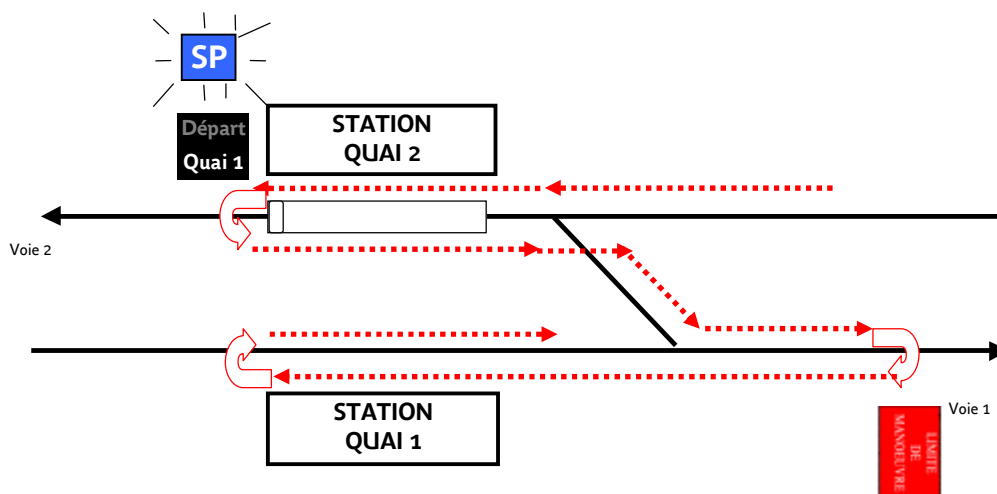 SP
Départ
Quai 1
STATION
QUAI 2
Voie 2
STATION
QUAI 1
Voie 1
LIMITE
DE
MANOEUVRE